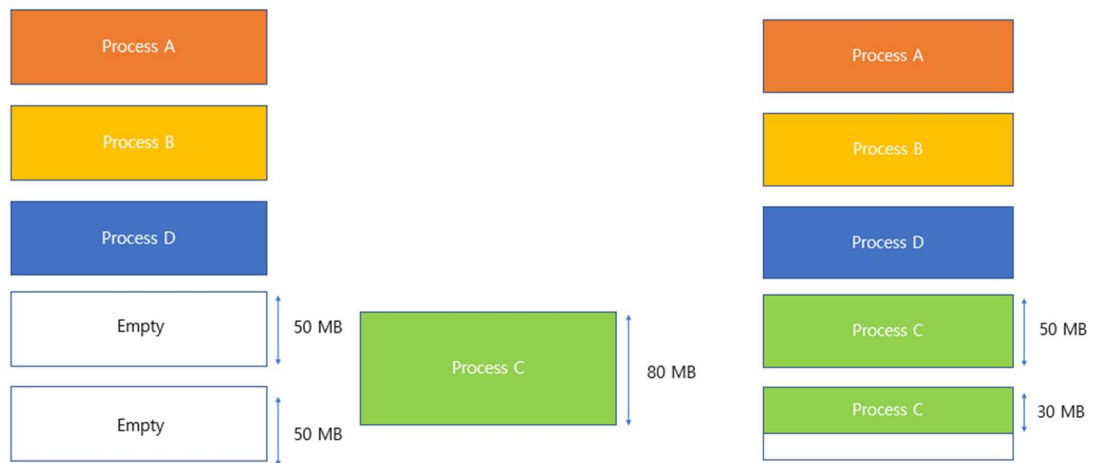 Process A
Process B
Process D
Empty
50 MB
Empty
50 MB
Process C
80 MB
Process A
Process B
Process D
Process C
50 MB
Process C
30 MB